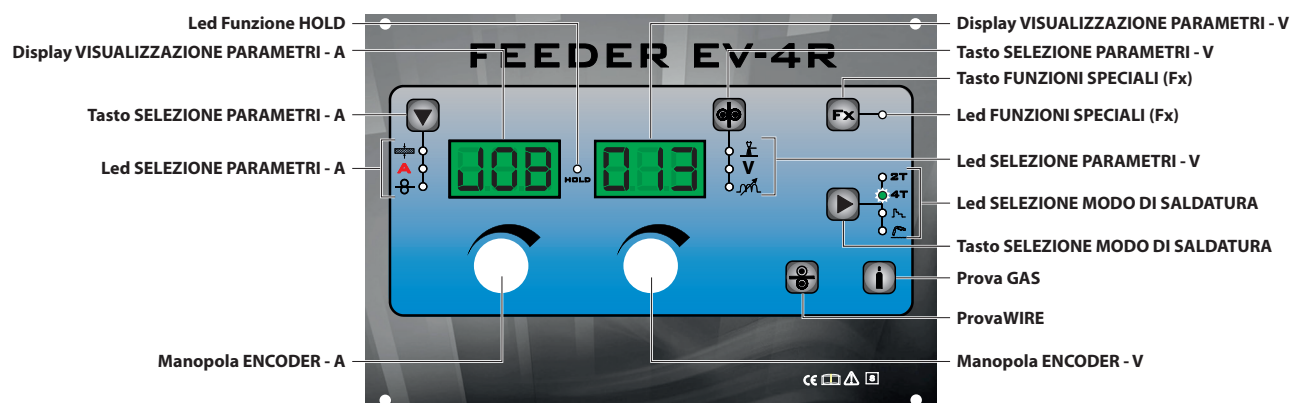 Led Funzione HOLD
Display VISUALIZZAZIONE PARAMETRI - A
Tasto SELEZIONE PARAMETRI - A
Led SELEZIONE PARAMETRI - A
Manopola ENCODER - A
FEEDER EV-4R
Fx
A
JOB
HOLD
013
V
2T
4T
CE
S
Display VISUALIZZAZIONE PARAMETRI - V
Tasto SELEZIONE PARAMETRI - V
Tasto FUNZIONI SPECIALI (Fx)
Led FUNZIONI SPECIALI (Fx)
Led SELEZIONE PARAMETRI - V
Led SELEZIONE MODO DI SALDATURA
Tasto SELEZIONE MODO DI SALDATURA
Prova GAS
ProvaWIRE
Manopola ENCODER - V